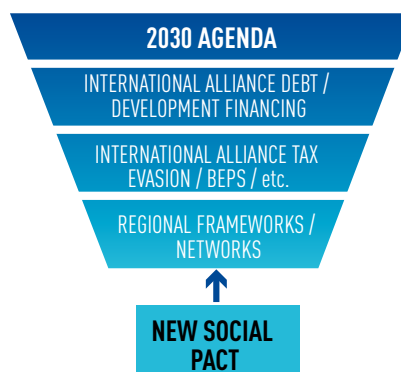 2030 AGENDA
INTERNATIONAL ALLIANCE DEBT /
DEVELOPMENT FINANCING
INTERNATIONAL ALLIANCE TAX
EVASION / BEPS / etc.
REGIONAL FRAMEWORKS /
NETWORKS
NEW SOCIAL
PACT